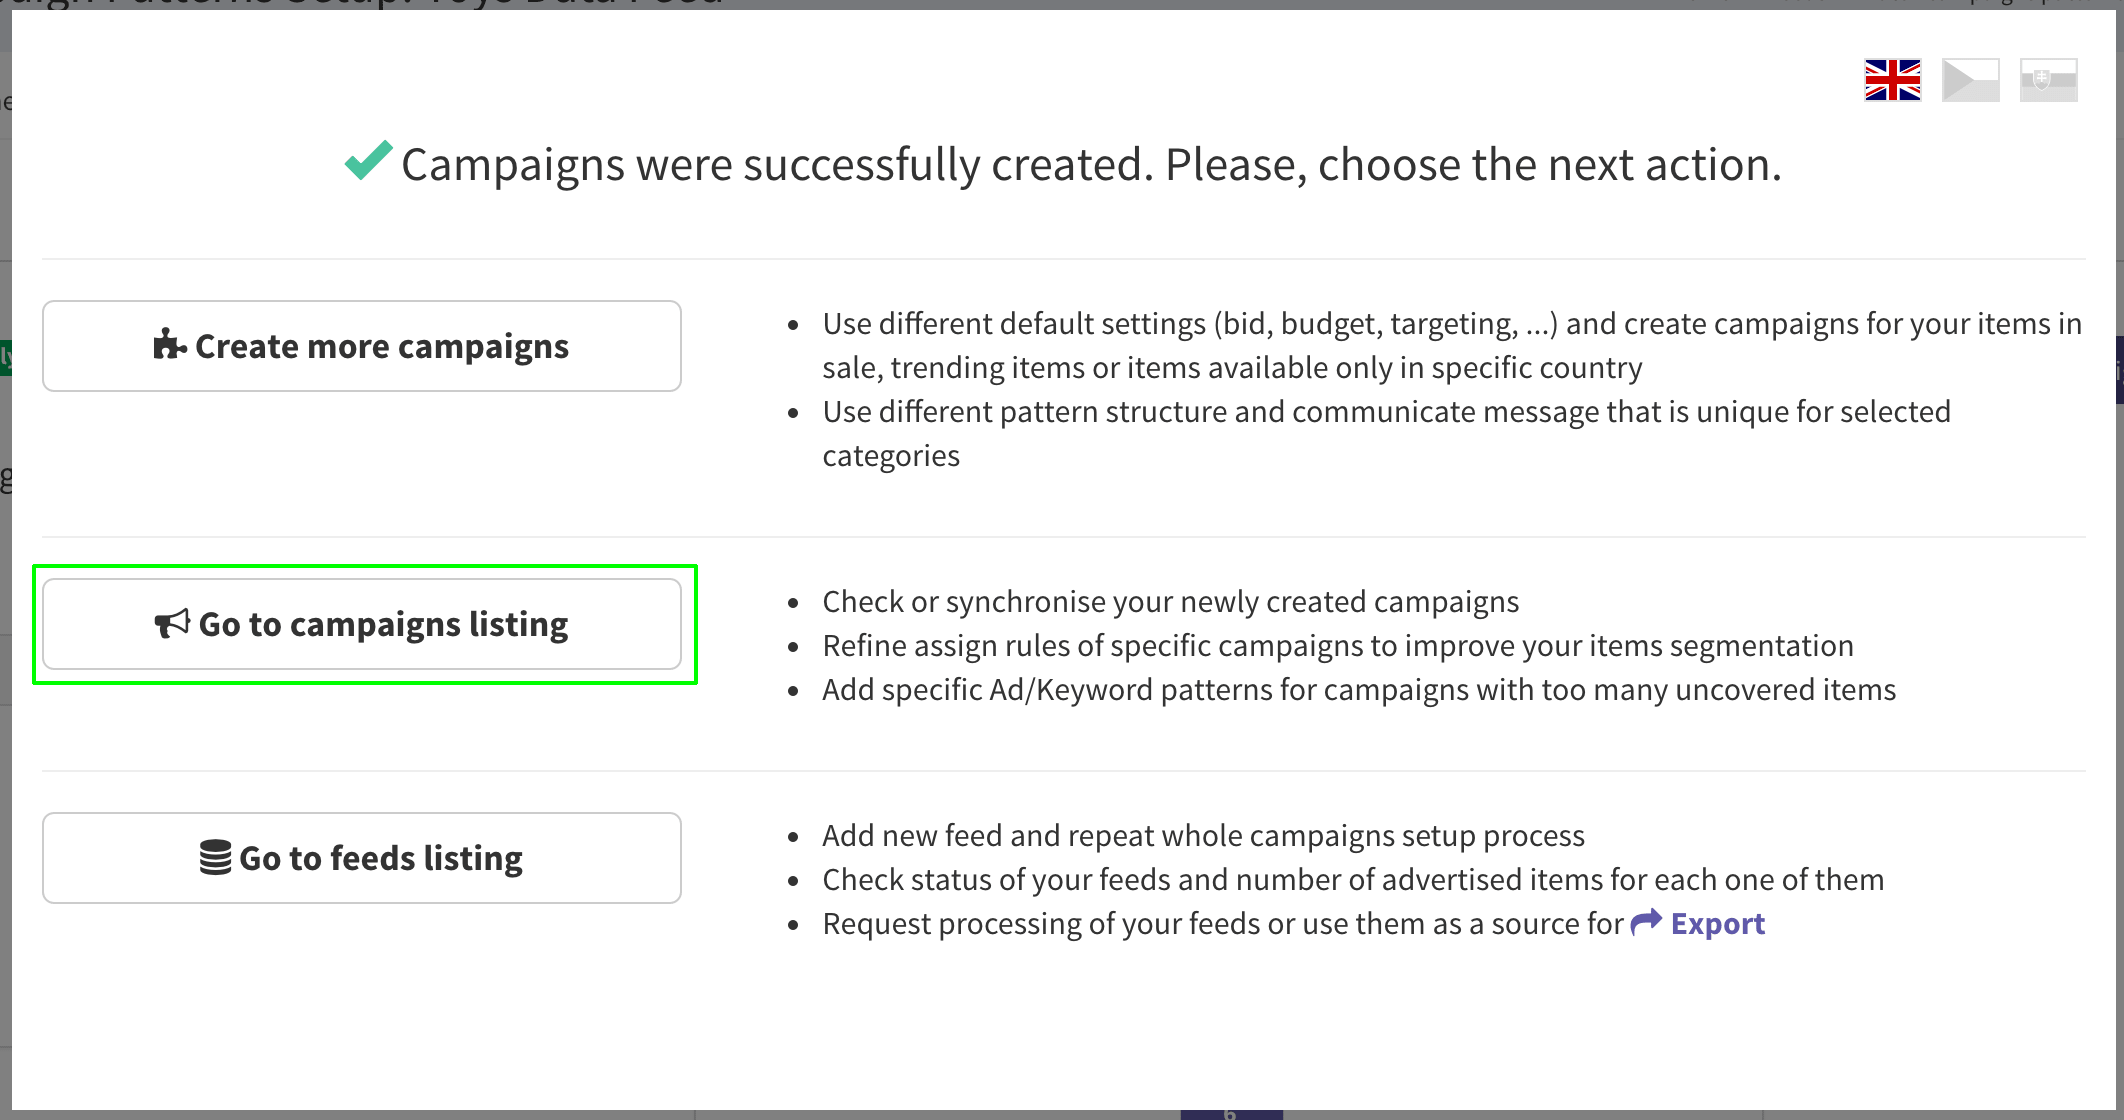 Campaigns were successfully created. Please, choose the next action.
Create more campaigns
Use different default settings (bid, budget, targeting, ...) and create campaigns for your items in
sale, trending items or items available only in specific country
Use different pattern structure and communicate message that is unique for selected
categories
Go to campaigns listing
Check or synchronise your newly created campaigns
Refine assign rules of specific campaigns to improve your items segmentation
Add specific Ad/Keyword patterns for campaigns with too many uncovered items
Go to feeds listing
Add new feed and repeat whole campaigns setup process
Check status of your feeds and number of advertised items for each one of them
Request processing of your feeds or use them as a source for Export